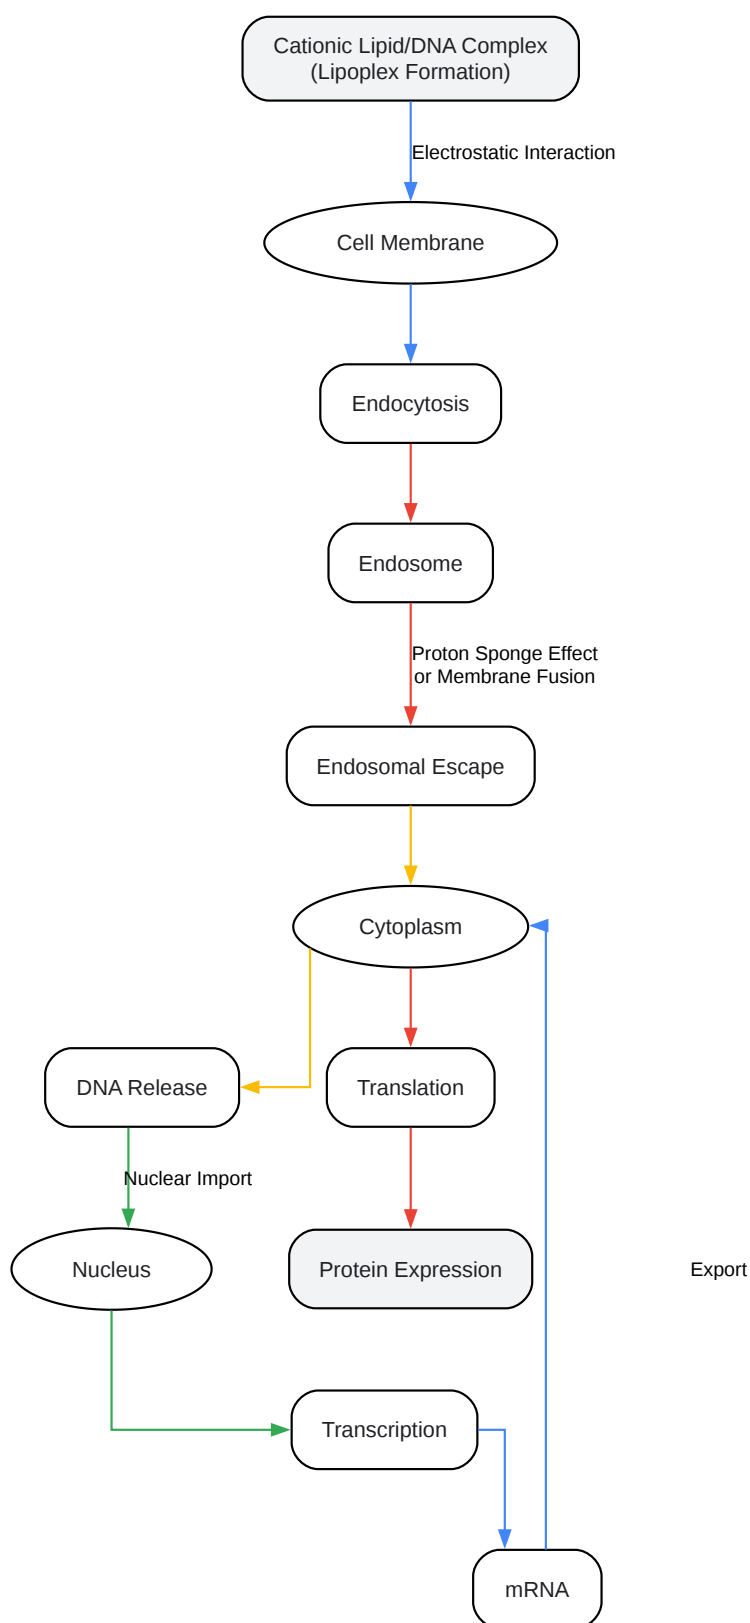 Cationic Lipid/DNA Complex
(Lipoplex Formation)
Electrostatic Interaction
Cell Membrane
Endocytosis
Endosome
Proton Sponge Effect
or Membrane Fusion
Endosomal Escape
Cytoplasm
DNA Release
Translation
Nuclear Import
Nucleus
Protein Expression
Export
Transcription
mRNA